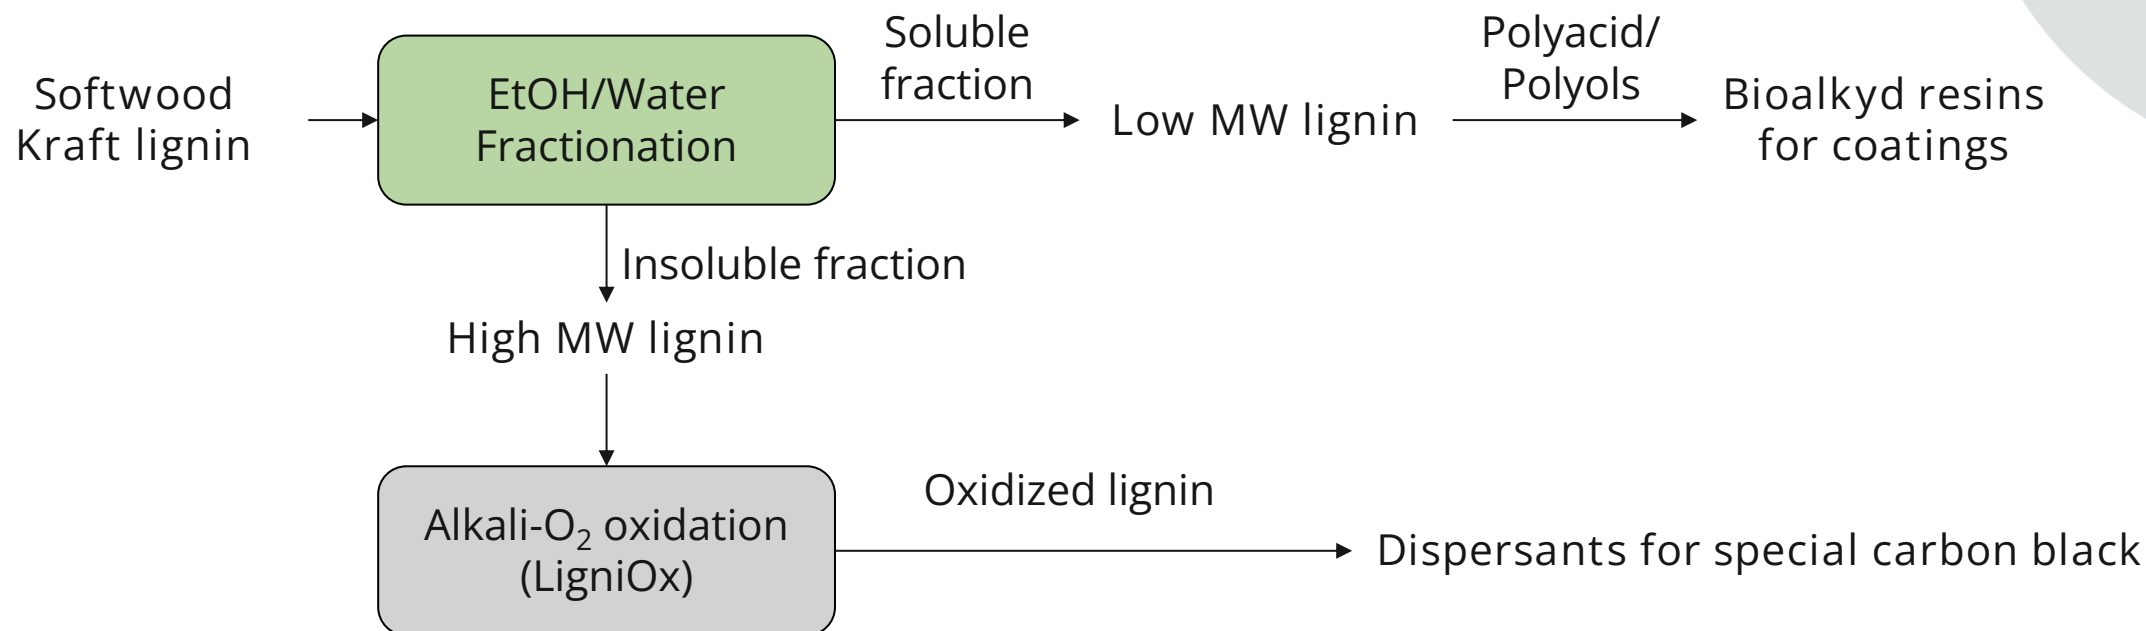 Softwood
Kraft lignin
EtOH/Water
Fractionation
Soluble
fraction
Low MW lignin
Polyacid/
Polyols
Bioalkyd resins
for coatings
Insoluble fraction
High MW lignin
Alkali-O₂ oxidation
(LigniOx)
Oxidized lignin
Dispersants for special carbon black